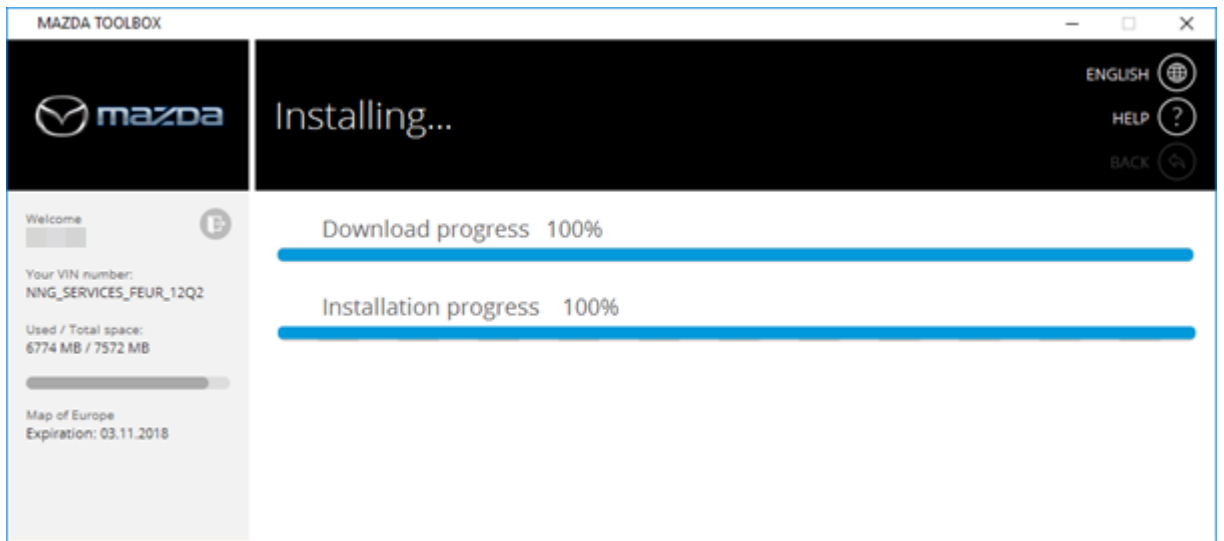 MAZDA TOOLBOX
mazda
Installing...
ENGLISH
HELP ?
BACK
Welcome
Your VIN number:
NNG_SERVICES_FEUR_12Q2
Used / Total space:
6774 MB / 7572 MB
Map of Europe
Expiration: 03.11.2018
Download progress 100%
Installation progress 100%